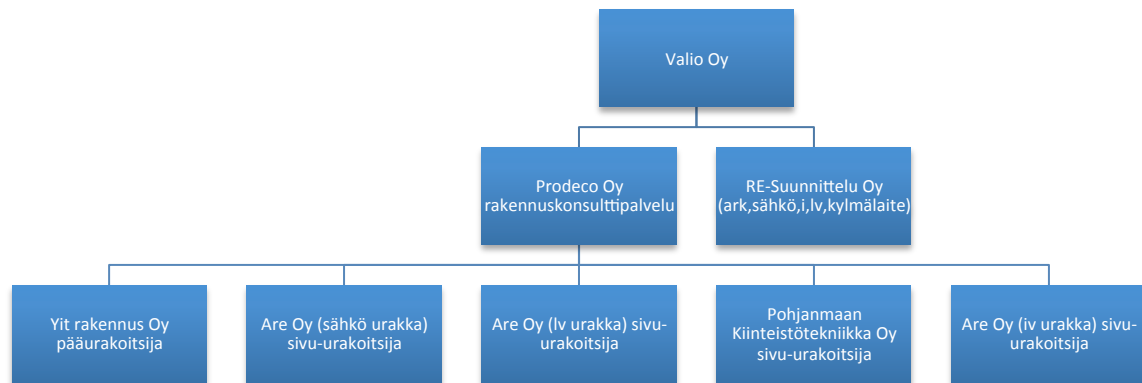 Valio Oy
Prodeco Oy
rakennuskonsulttipalvelu
RE-Suunnittelu Oy
(ark,sähkö,i,lv,kylmälaite)
Yit rakennus Oy
pääurakoitsija
Are Oy (sähkö urakka)
sivu-urakoitsija
Are Oy (lv urakka) sivu-
urakoitsija
Pohjanmaan
Kiinteistötekniikka Oy
sivu-urakoitsija
Are Oy (iv urakka) sivu-
urakoitsija